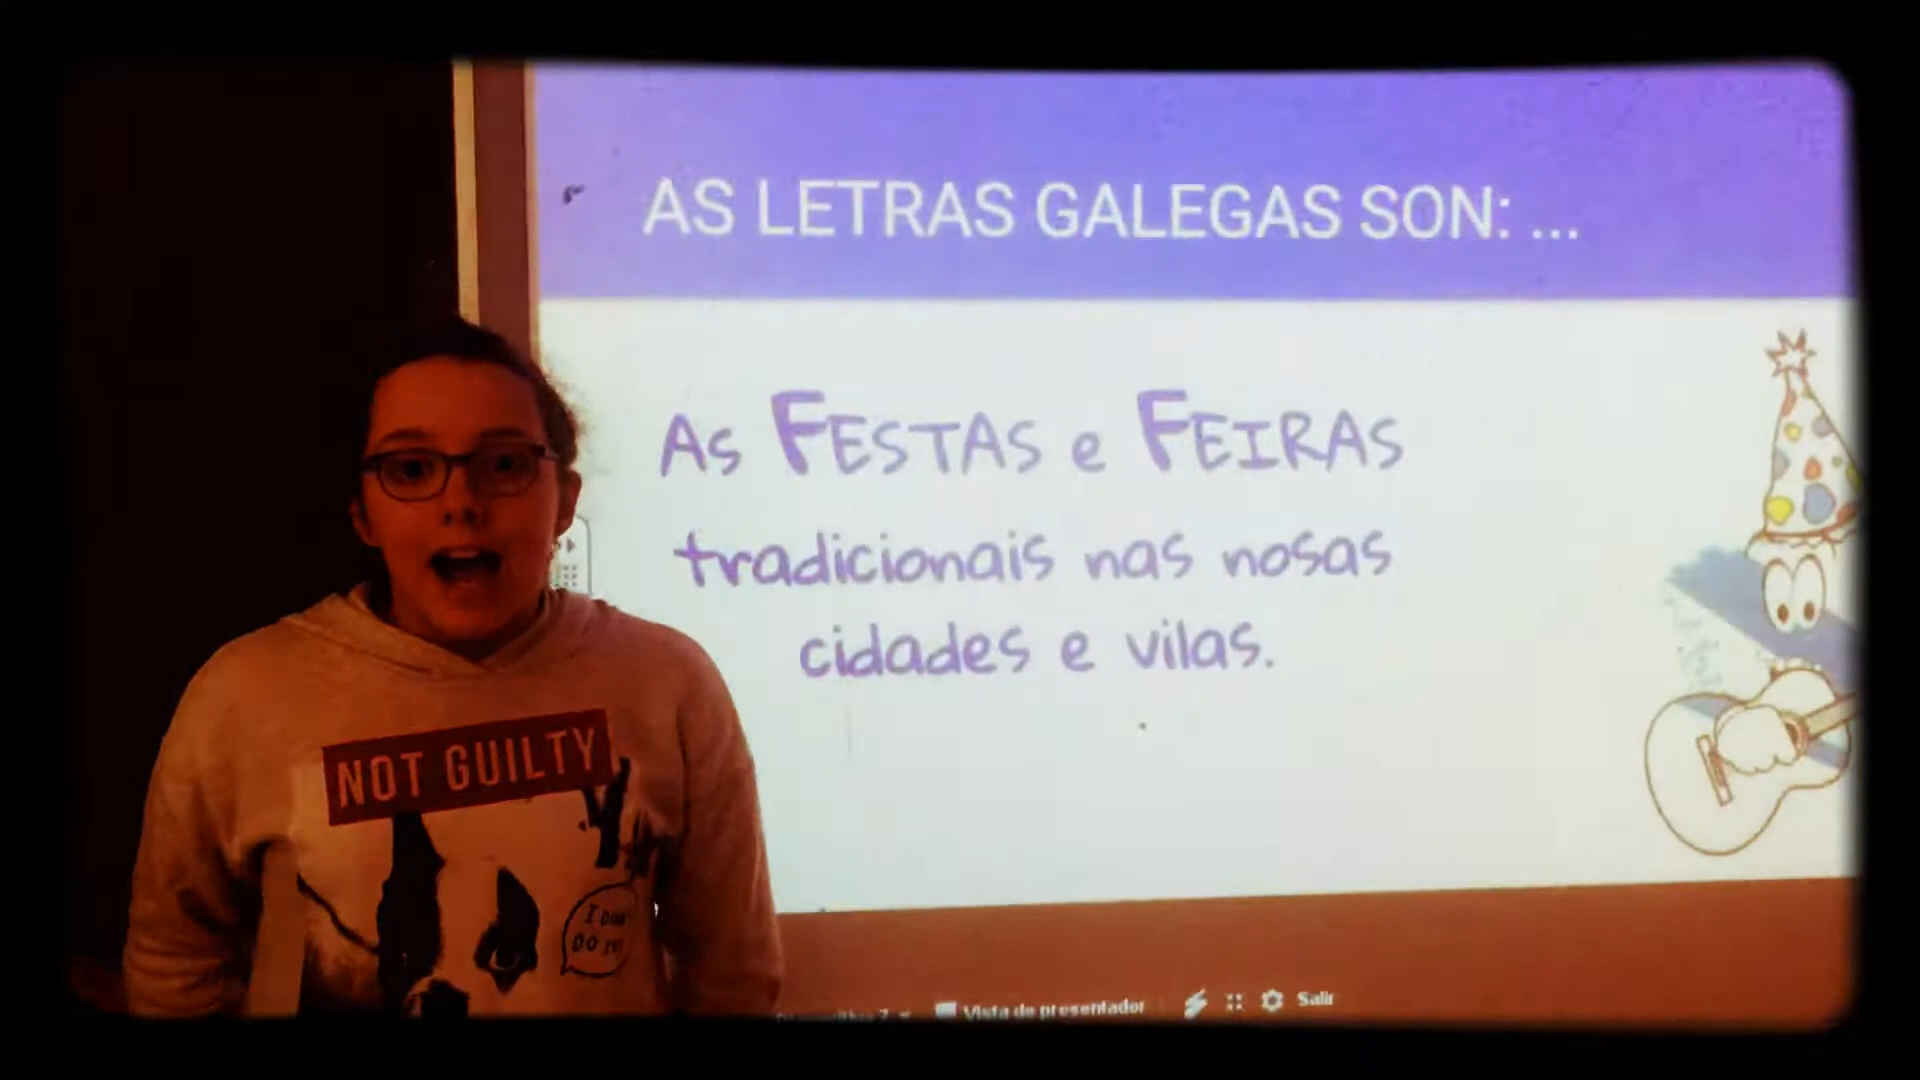 AS LETRAS GALEGAS SON: ...
As FESTAS e FEIRAS
tradicionais nas nosas
cidades e vilas.
NOT GUILTY
Vista de presentador
Salir